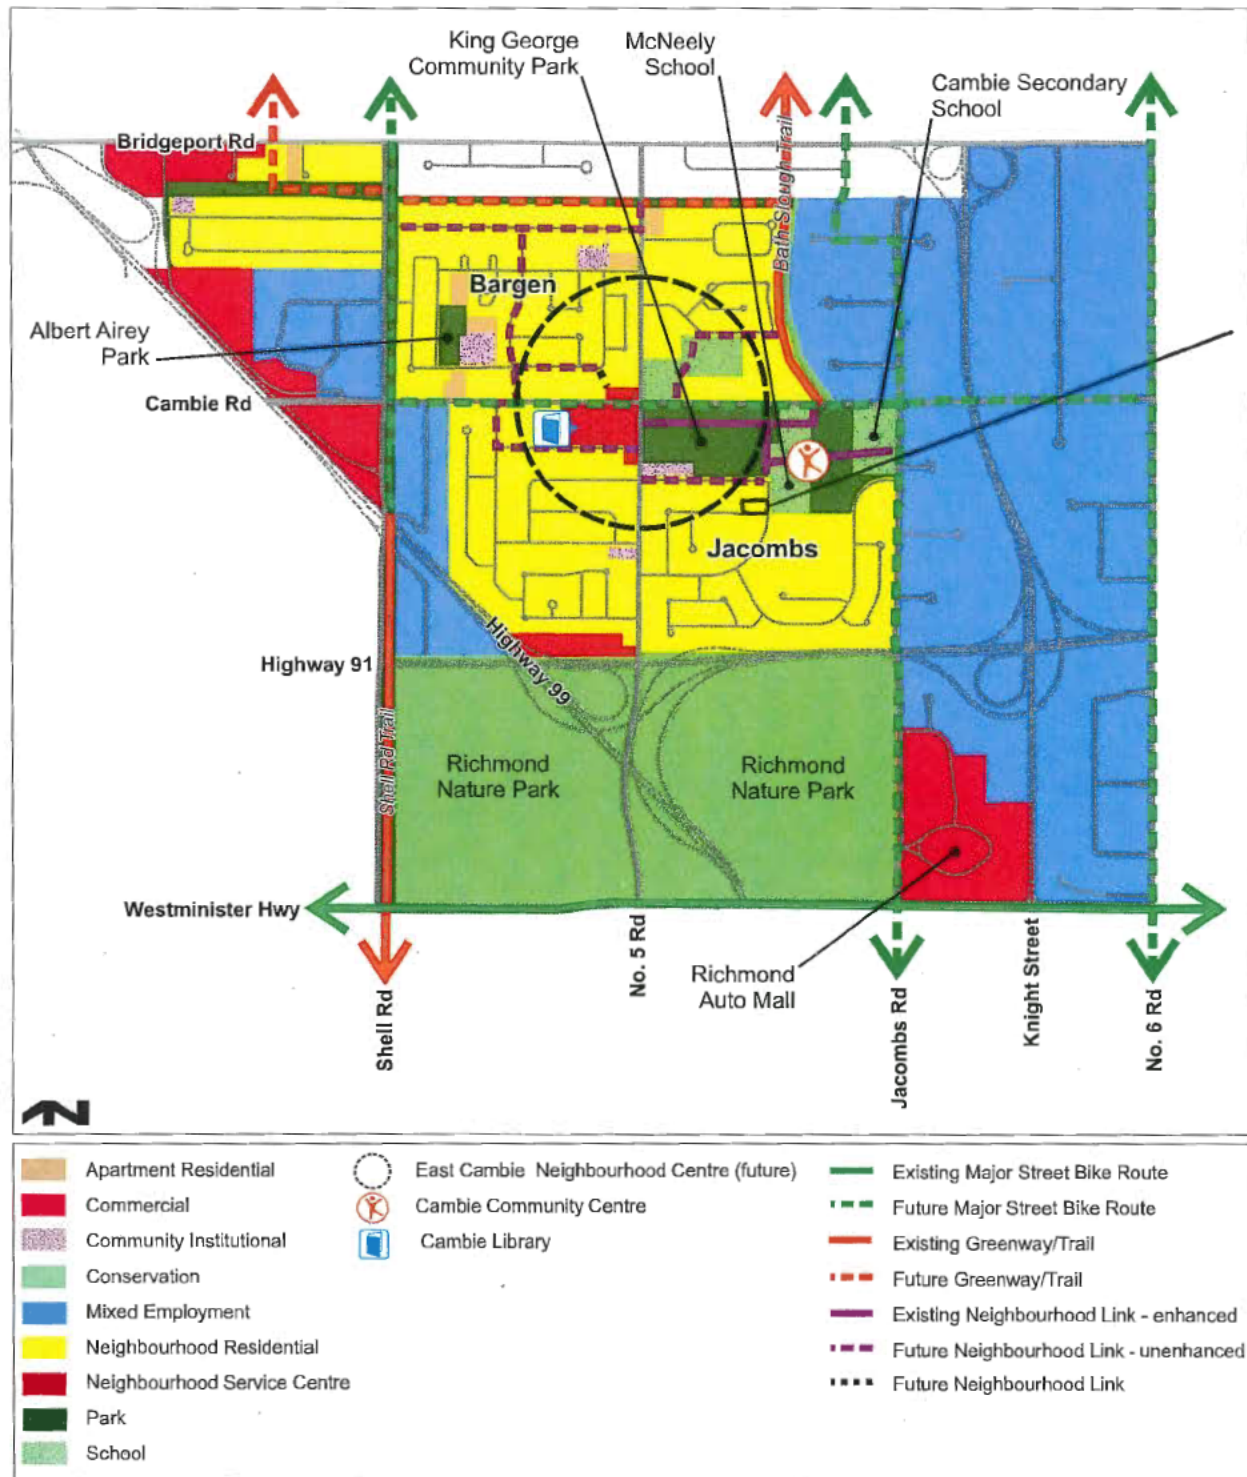 King George
Community Park
McNeely
School
Cambie Secondary
School
Bridgeport Rd
Bath Slough Trail
Bargen
Albert Airey
Park
Cambie Rd
Jacombs
Highway 99
Highway 91
Shell Rd Trail
Richmond
Nature Park
Richmond
Nature Park
Westminister Hwy
Richmond
Auto Mall
Shell Rd
No. 5 Rd
Jacombs Rd
Knight Street
No. 6 Rd
N
Apartment Residential
Commercial
Community Institutional
Conservation
Mixed Employment
Neighbourhood Residential
Neighbourhood Service Centre
Park
School
East Cambie Neighbourhood Centre (future)
Cambie Community Centre
Cambie Library
Existing Major Street Bike Route
Future Major Street Bike Route
Existing Greenway/Trail
Future Greenway/Trail
Existing Neighbourhood Link - enhanced
Future Neighbourhood Link - unenhanced
Future Neighbourhood Link